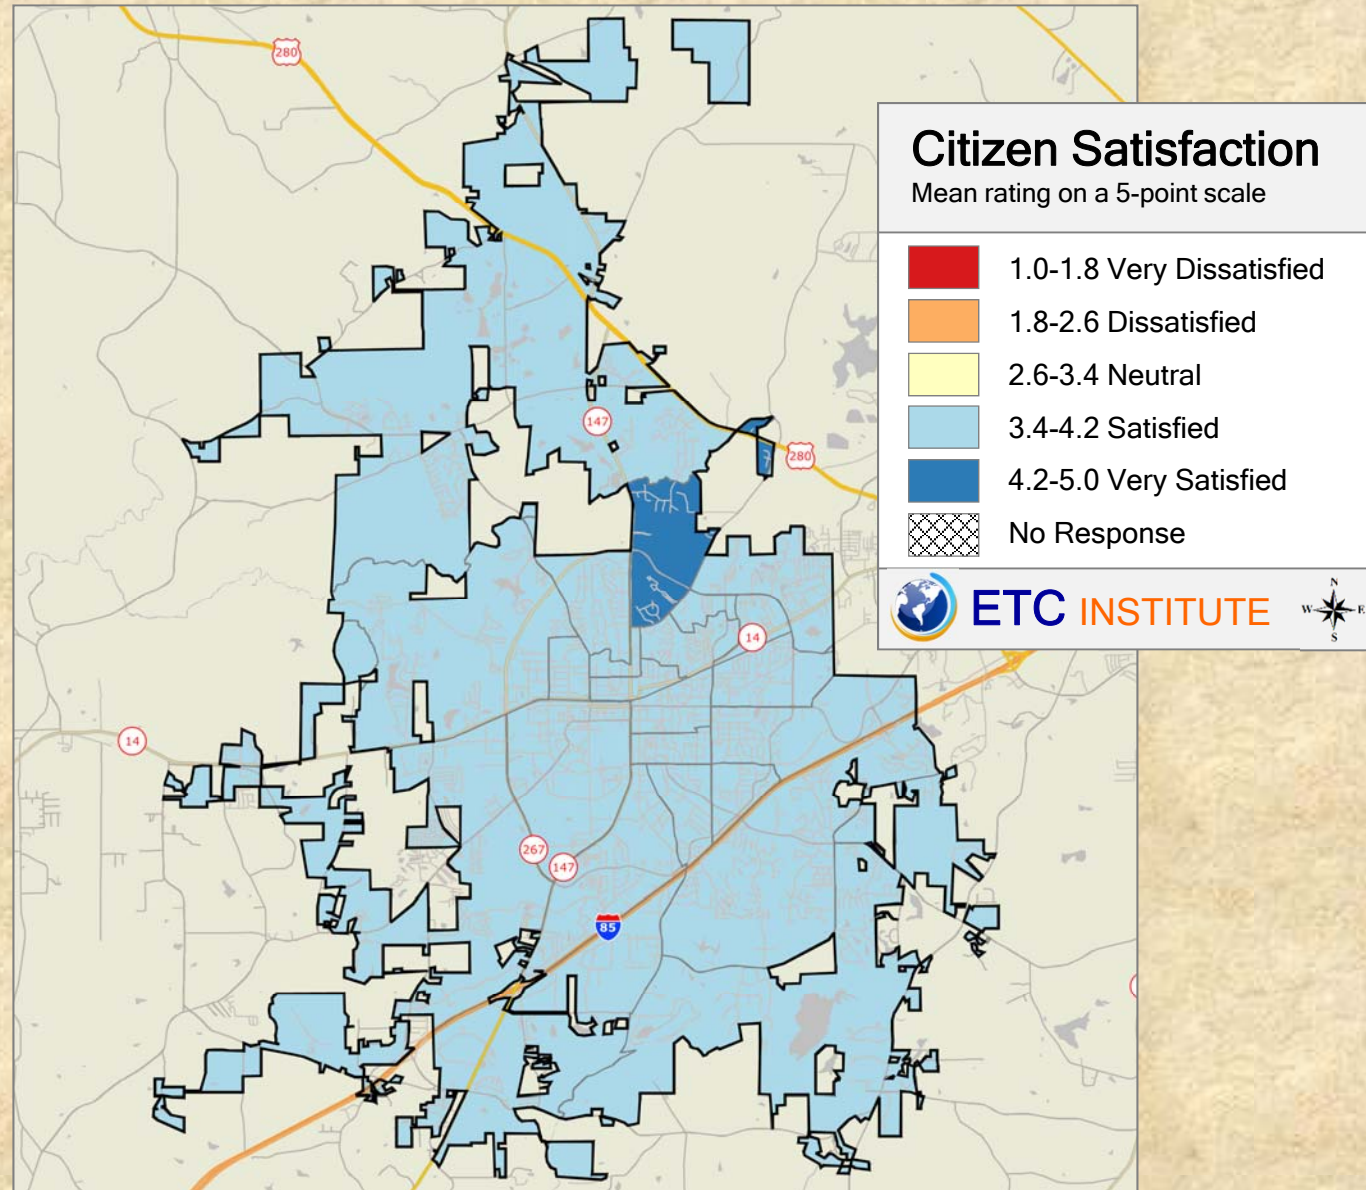 280
Citizen Satisfaction
Mean rating on a 5-point scale
1.0-1.8 Very Dissatisfied
1.8-2.6 Dissatisfied
2.6-3.4 Neutral
3.4-4.2 Satisfied
4.2-5.0 Very Satisfied
No Response
ETC INSTITUTE
N
W E
S
147
280
14
14
267
147
85